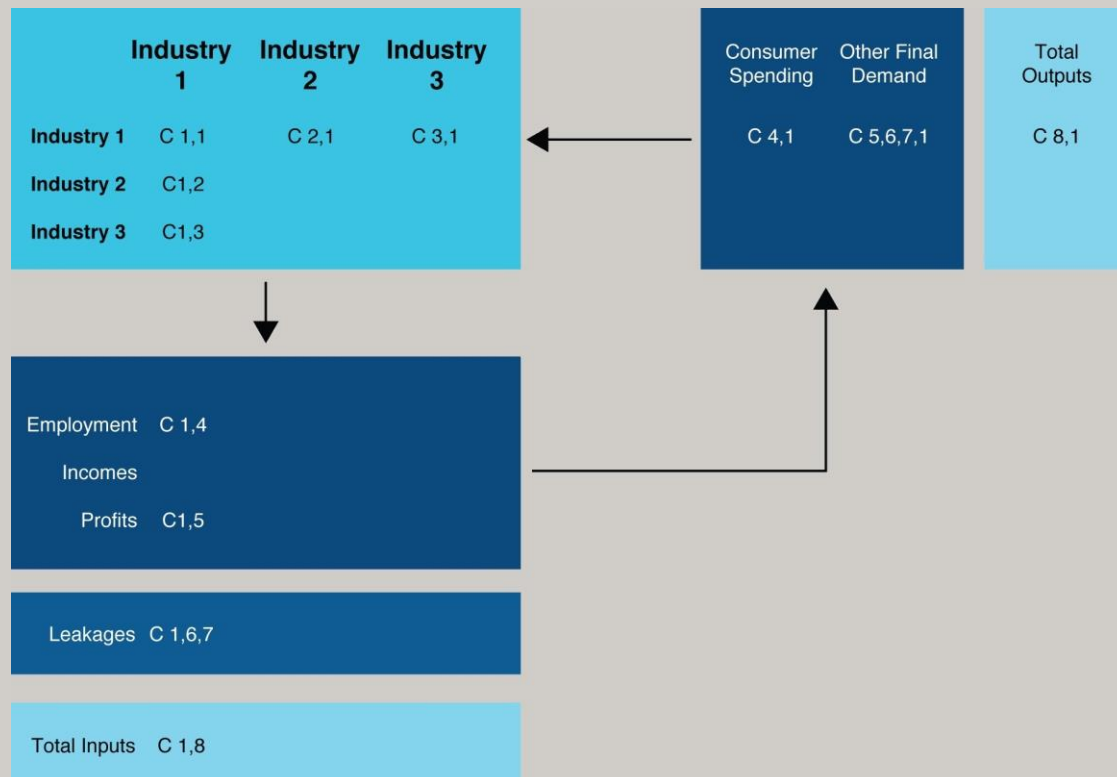 Industry 1 Industry 2 Industry 3
Consumer Spending Other Final Demand
Total Outputs
Industry 1 C 1,1 C 2,1 C 3,1 C 4,1 C 5,6,7,1 C 8,1
Industry 2 C1,2
Industry 3 C1,3
Employment C 1,4
Incomes
Profits C1,5
Leakages C 1,6,7
Total Inputs C 1,8